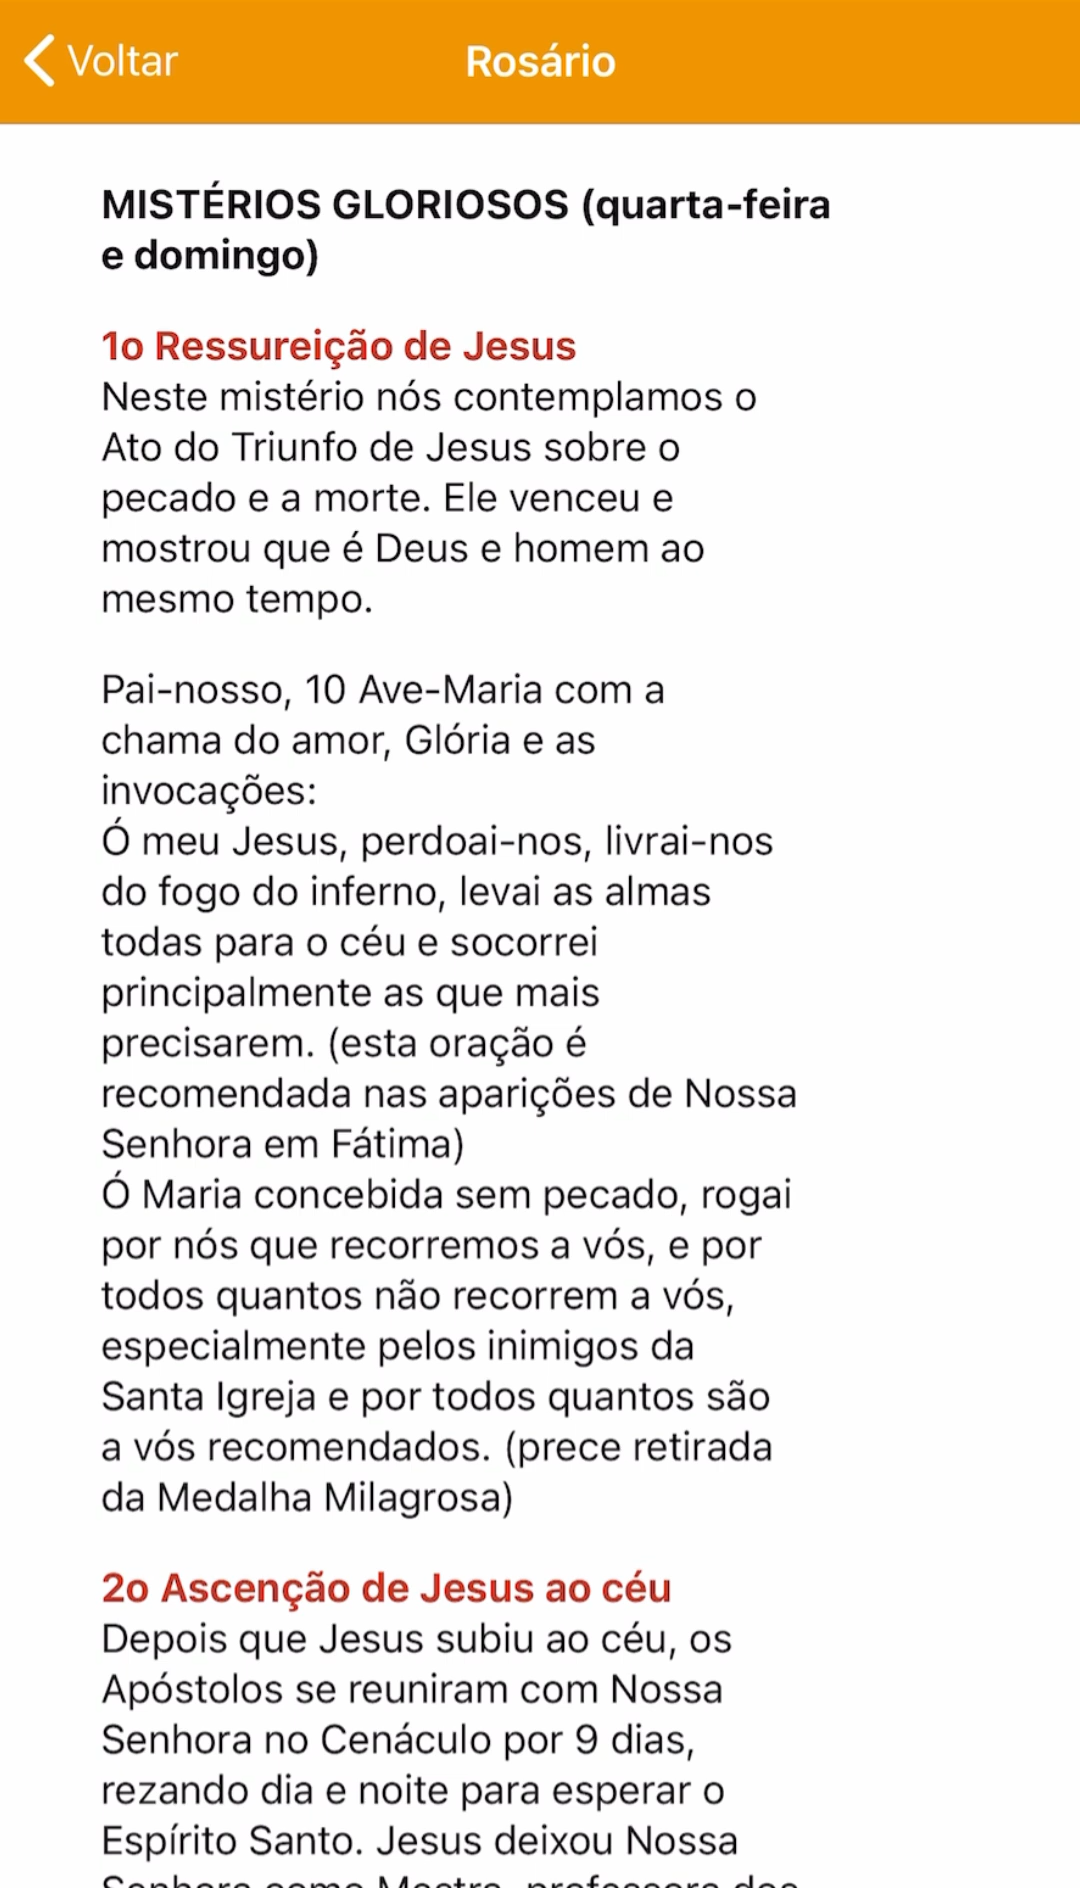 Voltar
Rosário
MISTÉRIOS GLORIOSOS (quarta-feira
e domingo)
1o Ressureição de Jesus
Neste mistério nós contemplamos o
Ato do Triunfo de Jesus sobre o
pecado e a morte. Ele venceu e
mostrou que é Deus e homem ao
mesmo tempo.
Pai-nosso, 10 Ave-Maria com a
chama do amor, Glória e as
invocações:
Ó meu Jesus, perdoai-nos, livrai-nos
do fogo do inferno, levai as almas
todas para o céu e socorrei
principalmente as que mais
precisarem. (esta oração é
recomendada nas aparições de Nossa
Senhora em Fátima)
Ó Maria concebida sem pecado, rogai
por nós que recorremos a vós, e por
todos quantos não recorrem a vós,
especialmente pelos inimigos da
Santa Igreja e por todos quantos são
a vós recomendados. (prece retirada
da Medalha Milagrosa)
2o Ascenção de Jesus ao céu
Depois que Jesus subiu ao céu, os
Apóstolos se reuniram com Nossa
Senhora no Cenáculo por 9 dias,
rezando dia e noite para esperar o
Espírito Santo. Jesus deixou Nossa